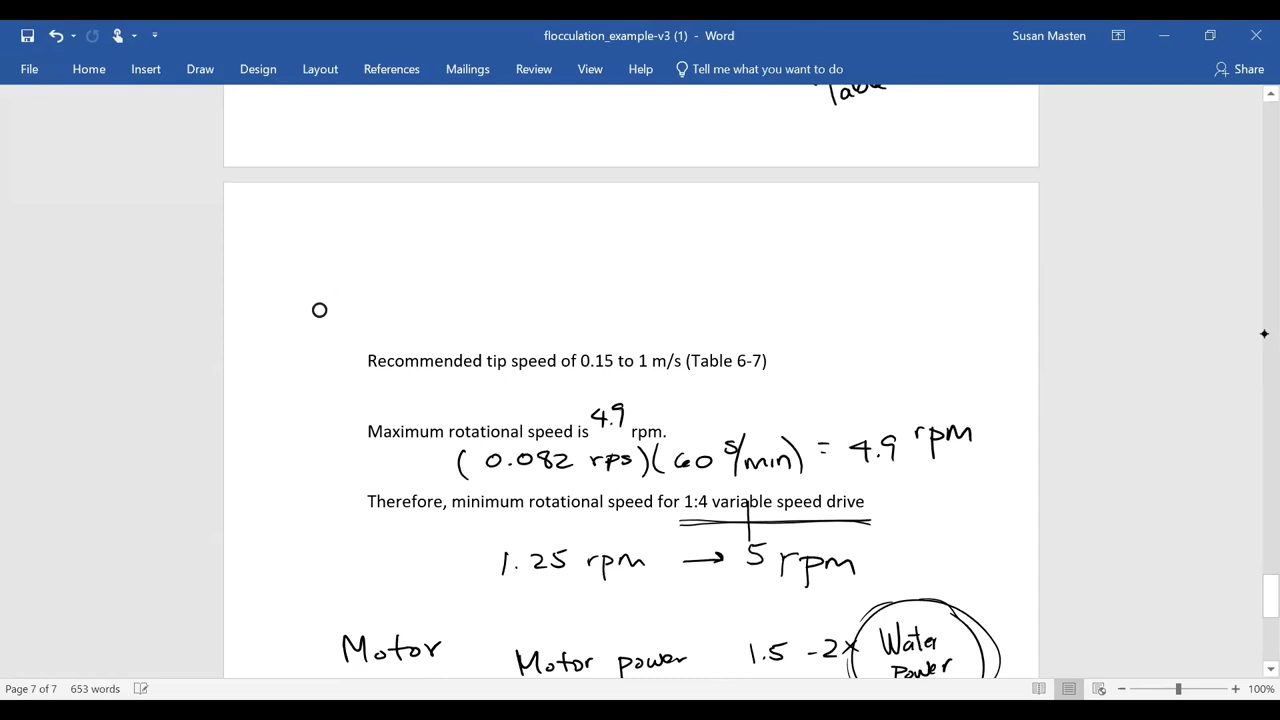 flocculation_example-v3 (1) - Word
Susan Masten
File Home Insert Draw Design Layout References Mailings Review View Help Tell me what you want to do Share
Table
Recommended tip speed of 0.15 to 1 m/s (Table 6-7)
Maximum rotational speed is 4.9 rpm.
(0.082 rps)(60 s/min) = 4.9 rpm
Therefore, minimum rotational speed for 1:4 variable speed drive
1.25 rpm → 5 rpm
Motor Motor power 1.5 - 2x Water Power
Page 7 of 7 653 words 100%